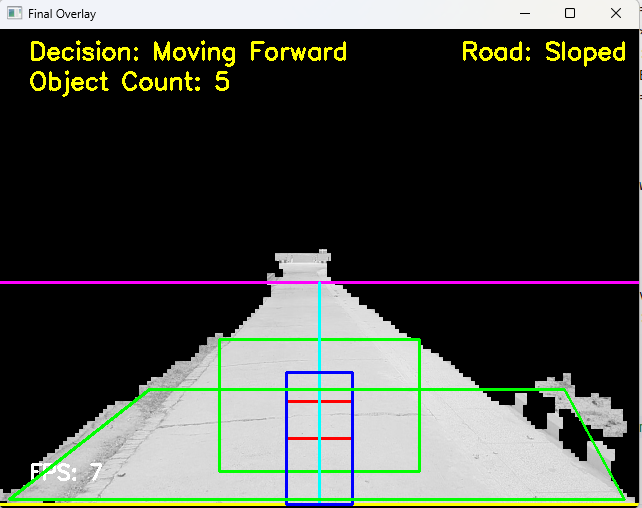 Final Overlay
Decision: Moving Forward
Road: Sloped
Object Count: 5
FPS: 7